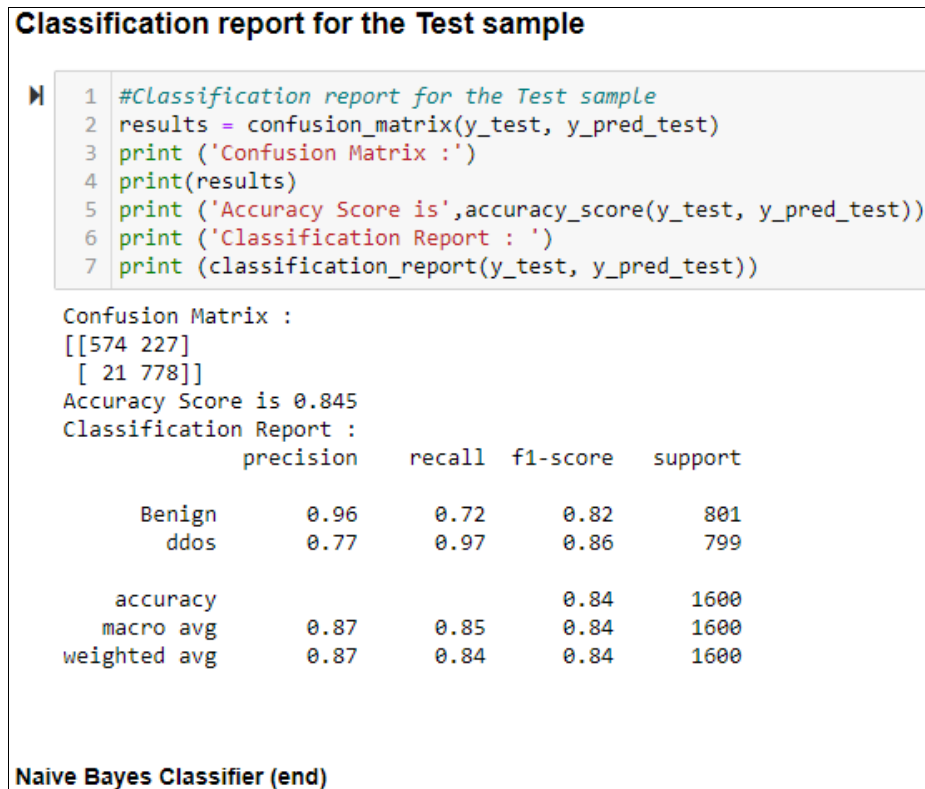 Classification report for the Test sample
1 #Classification report for the Test sample
2 results = confusion_matrix(y_test, y_pred_test)
3 print ('Confusion Matrix :')
4 print(results)
5 print ('Accuracy Score is',accuracy_score(y_test, y_pred_test))
6 print ('Classification Report : ')
7 print (classification_report(y_test, y_pred_test))
Confusion Matrix :
[[574 227]
 [ 21 778]]
Accuracy Score is 0.845
Classification Report :
precision recall f1-score support
Benign 0.96 0.72 0.82 801
ddos 0.77 0.97 0.86 799
accuracy 0.84 1600
macro avg 0.87 0.85 0.84 1600
weighted avg 0.87 0.84 0.84 1600
Naive Bayes Classifier (end)